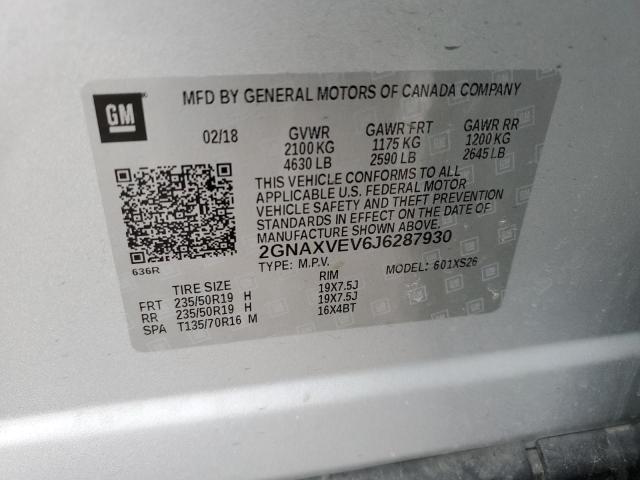 MFD BY GENERAL MOTORS OF CANADA COMPANY
GM
02/18 GVWR GAWR FRT GAWR RR
2100 KG 1175 KG 1200 KG
4630 LB 2590 LB 2645 LB
THIS VEHICLE CONFORMS TO ALL
APPLICABLE U.S. FEDERAL MOTOR
VEHICLE SAFETY AND THEFT PREVENTION
STANDARDS IN EFFECT ON THE DATE OF
MANUFACTURE SHOWN ABOVE.
2GNAXVEV6J6287930
636R TYPE: M.P.V. MODEL: 601XS26
TIRE SIZE RIM
FRT 235/50R19 H 19X7.5J
RR 235/50R19 H 19X7.5J
SPA T135/70R16 M 16X4BT